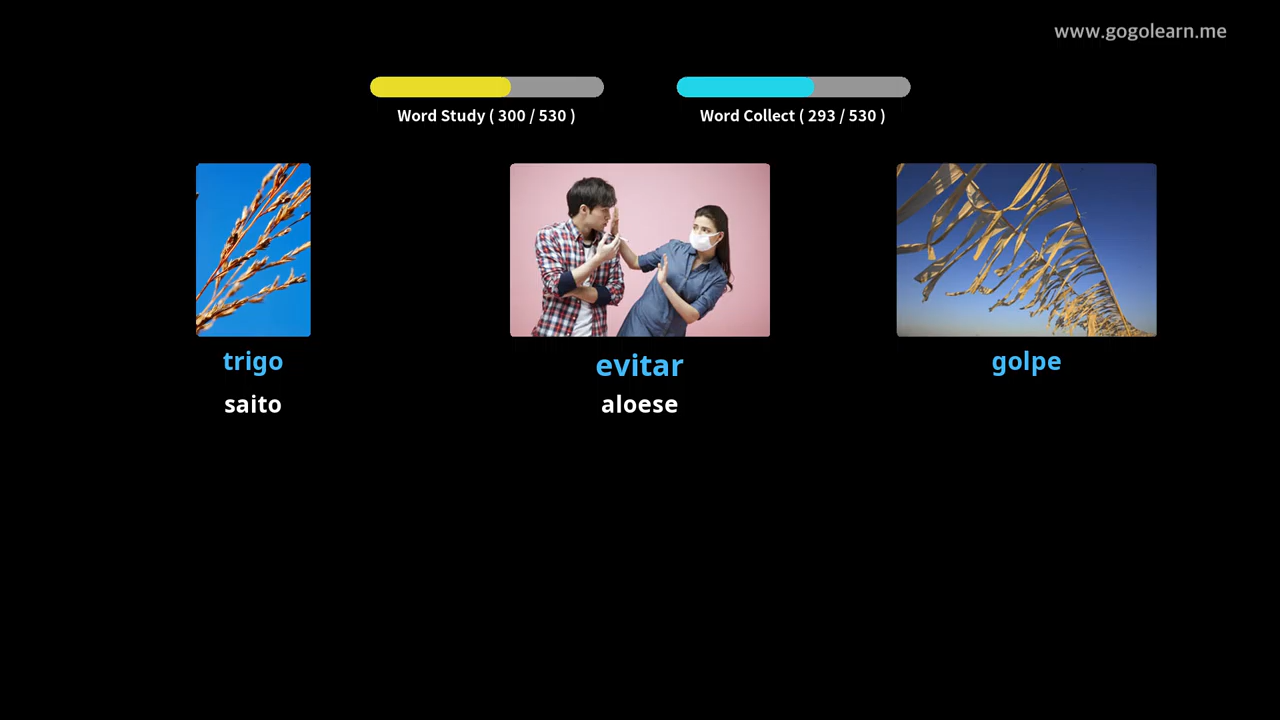 www.gogolearn.me
Word Study ( 300 / 530 )
Word Collect ( 293 / 530 )
trigo
evitar
golpe
saito
aloese